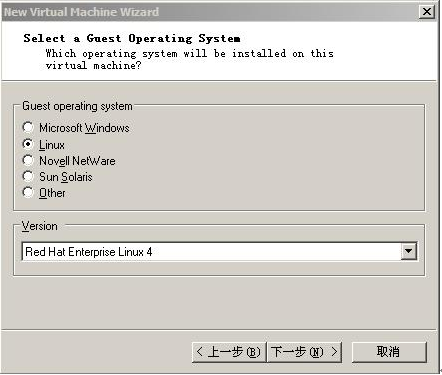 New Virtual Machine Wizard
Select a Guest Operating System
Which operating system will be installed on this
virtual machine?
Guest operating system
Microsoft Windows
Linux
Novell NetWare
Sun Solaris
Other
Version
Red Hat Enterprise Linux 4
< 上一步(B) 下一步(N) > 取消